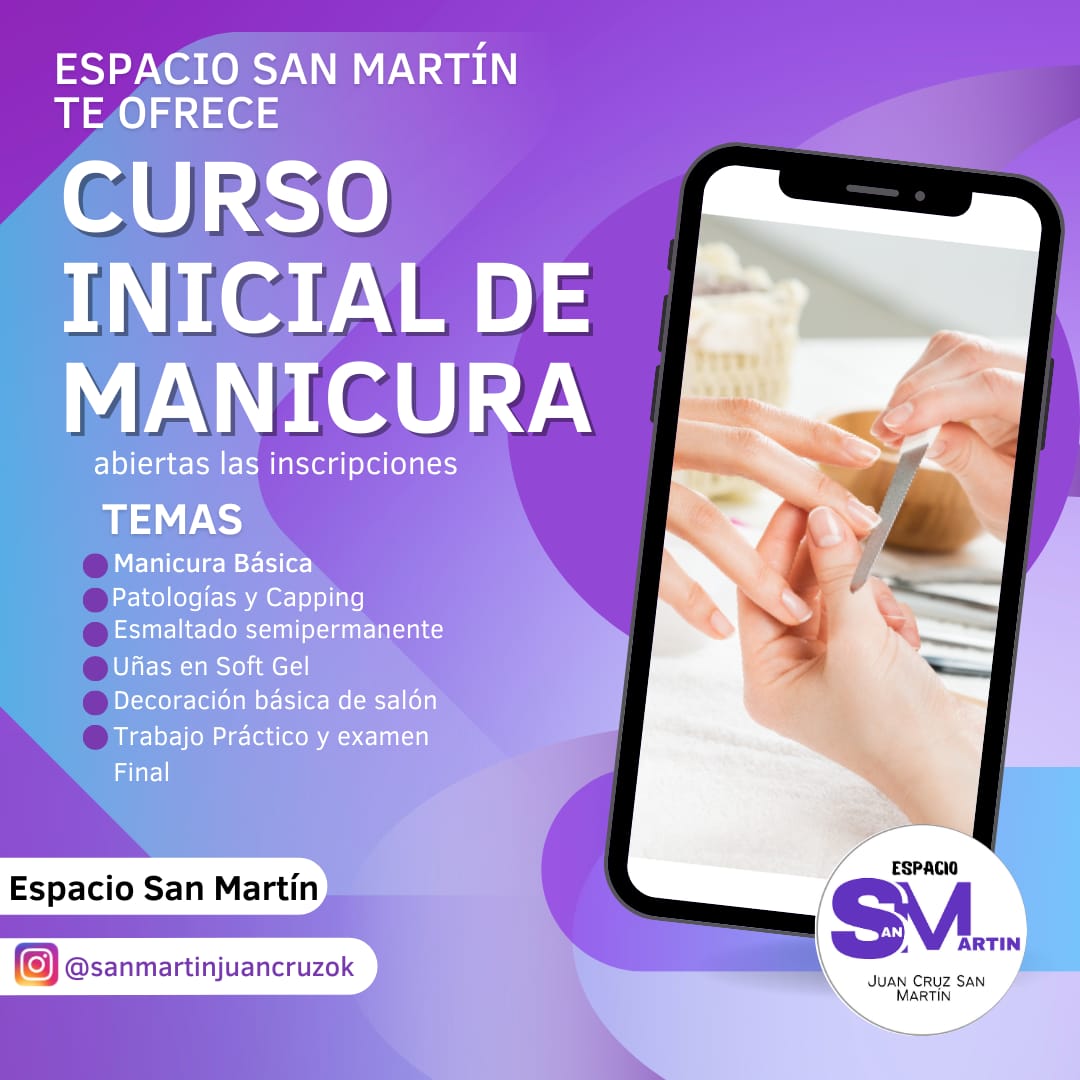 ESPACIO SAN MARTÍN
TE OFRECE
CURSO
INICIAL DE
MANICURA
abiertas las inscripciones
TEMAS
Manicura Básica
Patologías y Capping
Esmaltado semipermanente
Uñas en Soft Gel
Decoración básica de salón
Trabajo Práctico y examen
Final
Espacio San Martín
@sanmartinjuancruzok
ESPACIO
SAN MARTIN
JUAN CRUZ SAN
MARTÍN